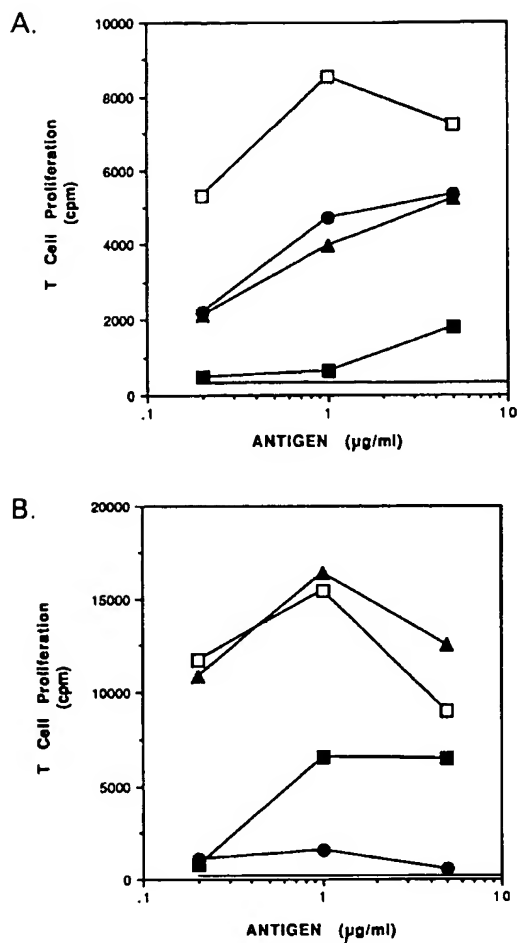 A.
10000
8000
6000
4000
2000
0
T Cell Proliferation
(cpm)
.1
1
10
ANTIGEN (µg/ml)
B.
20000
15000
10000
5000
0
T Cell Proliferation
(cpm)
.1
1
10
ANTIGEN (µg/ml)